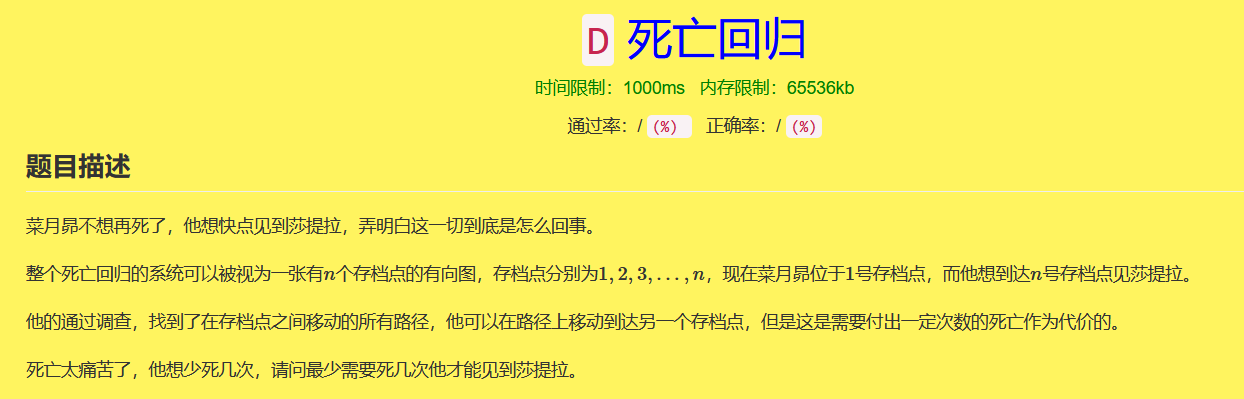 D 死亡回归
时间限制：1000ms 内存限制：65536kb
通过率：/ (%) 正确率：/ (%)
题目描述
菜月昴不想再死了，他想快点见到莎提拉，弄明白这一切到底是怎么回事。
整个死亡回归的系统可以被视为一张有n个存档点的有向图，存档点分别为1, 2, 3, . . . , n，现在菜月昴位于1号存档点，而他想到达n号存档点见莎提拉。
他的通过调查，找到了在存档点之间移动的所有路径，他可以在路径上移动到达另一个存档点，但是这是需要付出一定次数的死亡作为代价的。
死亡太痛苦了，他想少死几次，请问最少需要死几次他才能见到莎提拉。